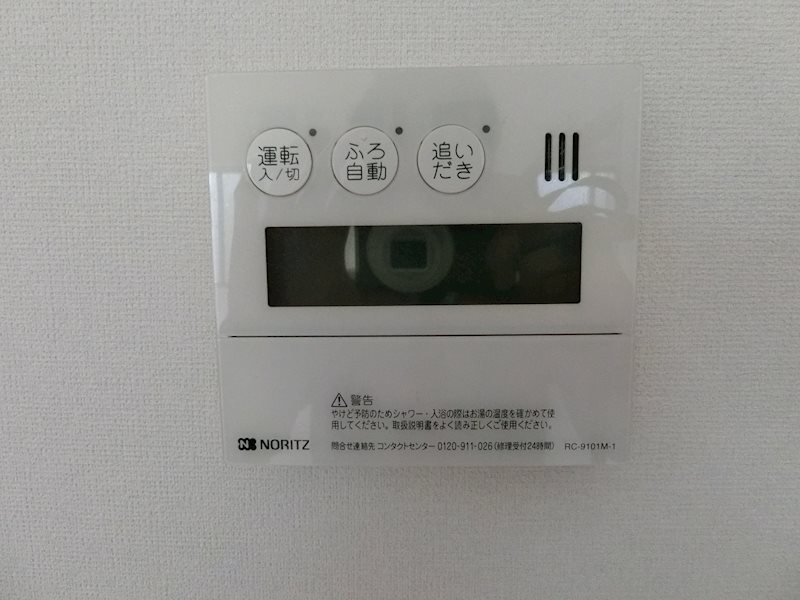 運転
入/切
ふろ
自動
追い
だき
警告
やけど予防のためシャワー・入浴の際はお湯の温度を確かめて使
用してください。取扱説明書をよく読み正しくご使用ください。
NORITZ 問合せ連絡先 コンタクトセンター 0120-911-026(修理受付24時間) RC-9101M-1